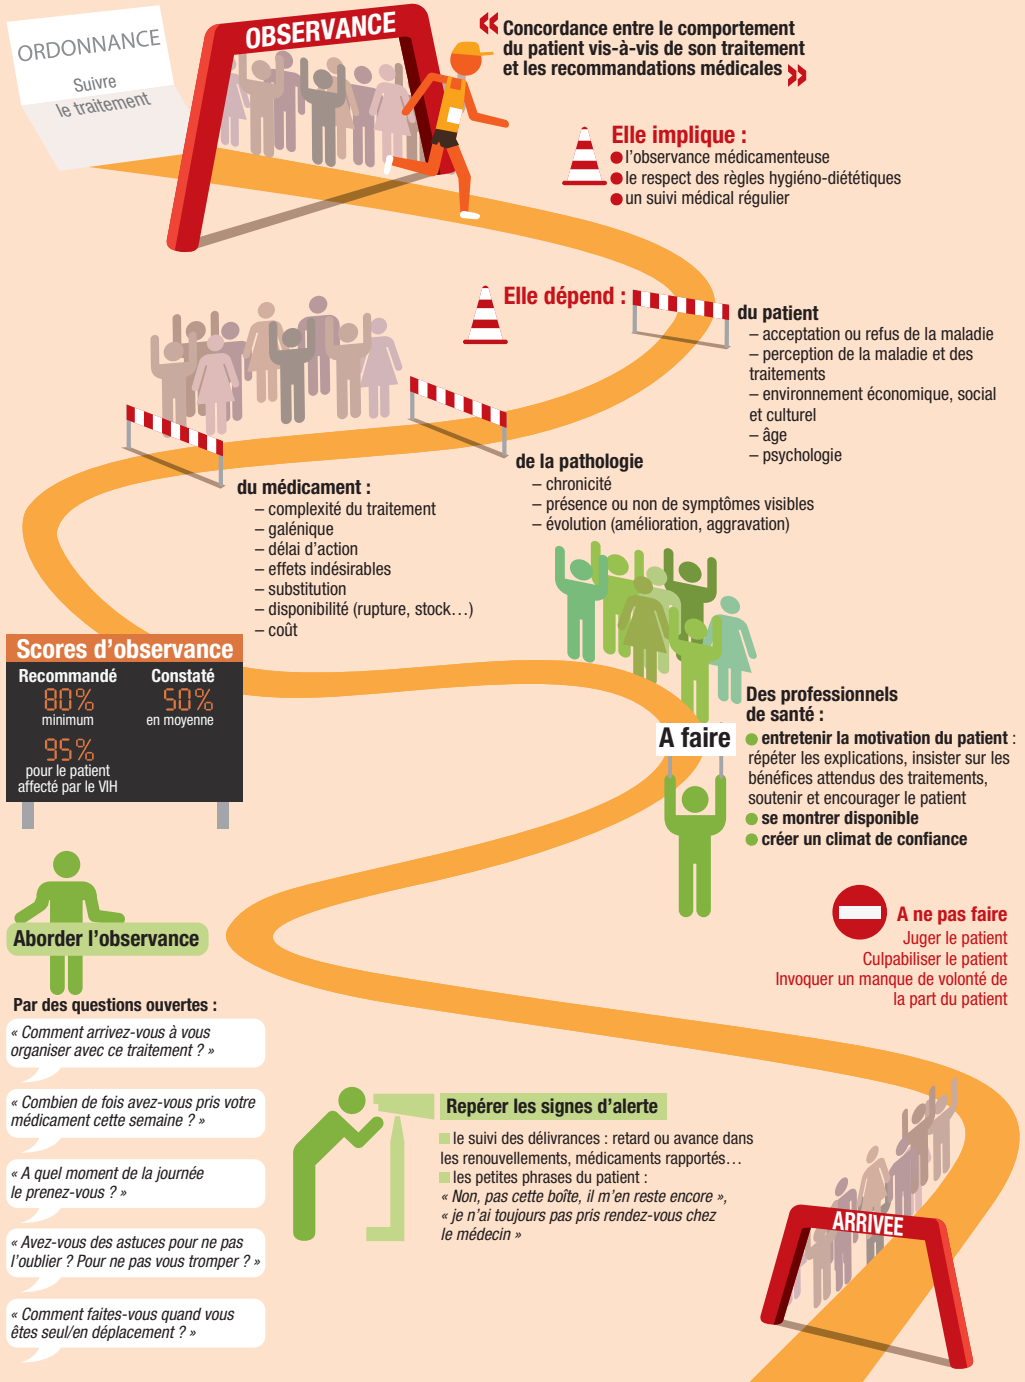 ORDONNANCE
Suivre
le traitement
OBSERVANCE
« Concordance entre le comportement
du patient vis-à-vis de son traitement
et les recommandations médicales »
Elle implique :
l’observance médicamenteuse
le respect des règles hygiéno-diététiques
un suivi médical régulier
Elle dépend :
du patient
– acceptation ou refus de la maladie
– perception de la maladie et des
traitements
– environnement économique, social
et culturel
– âge
– psychologie
de la pathologie
– chronicité
– présence ou non de symptômes visibles
– évolution (amélioration, aggravation)
du médicament :
– complexité du traitement
– galénique
– délai d’action
– effets indésirables
– substitution
– disponibilité (rupture, stock…)
– coût
Scores d’observance
Recommandé
80%
minimum
95%
pour le patient
affecté par le VIH
Constaté
50%
en moyenne
A faire
Des professionnels
de santé :
entretenir la motivation du patient :
répéter les explications, insister sur les
bénéfices attendus des traitements,
soutenir et encourager le patient
se montrer disponible
créer un climat de confiance
A ne pas faire
Juger le patient
Culpabiliser le patient
Invoquer un manque de volonté de
la part du patient
Aborder l’observance
Par des questions ouvertes :
« Comment arrivez-vous à vous
organiser avec ce traitement ? »
« Combien de fois avez-vous pris votre
médicament cette semaine ? »
« A quel moment de la journée
le prenez-vous ? »
« Avez-vous des astuces pour ne pas
l’oublier ? Pour ne pas vous tromper ? »
« Comment faites-vous quand vous
êtes seul/en déplacement ? »
Repérer les signes d’alerte
le suivi des délivrances : retard ou avance dans
les renouvellements, médicaments rapportés…
les petites phrases du patient :
« Non, pas cette boîte, il m’en reste encore »,
« je n’ai toujours pas pris rendez-vous chez
le médecin »
ARRIVEE